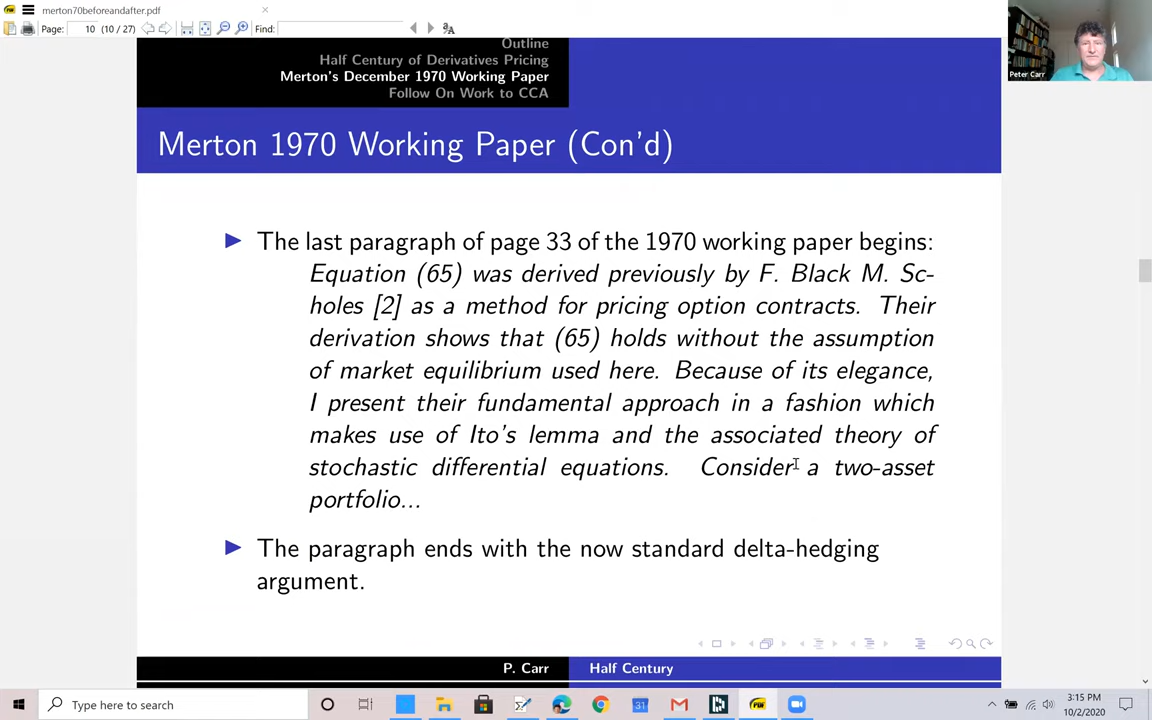 merton70beforeandafter.pdf
Page: 10 (10 / 27) Find:
Outline
Half Century of Derivatives Pricing
Merton's December 1970 Working Paper
Follow On Work to CCA
Merton 1970 Working Paper (Con'd)
The last paragraph of page 33 of the 1970 working paper begins:
Equation (65) was derived previously by F. Black M. Sc-
holes [2] as a method for pricing option contracts. Their
derivation shows that (65) holds without the assumption
of market equilibrium used here. Because of its elegance,
I present their fundamental approach in a fashion which
makes use of Ito's lemma and the associated theory of
stochastic differential equations. Consider a two-asset
portfolio...
The paragraph ends with the now standard delta-hedging
argument.
P. Carr Half Century
Peter Carr
Type here to search
31
3:15 PM
10/2/2020